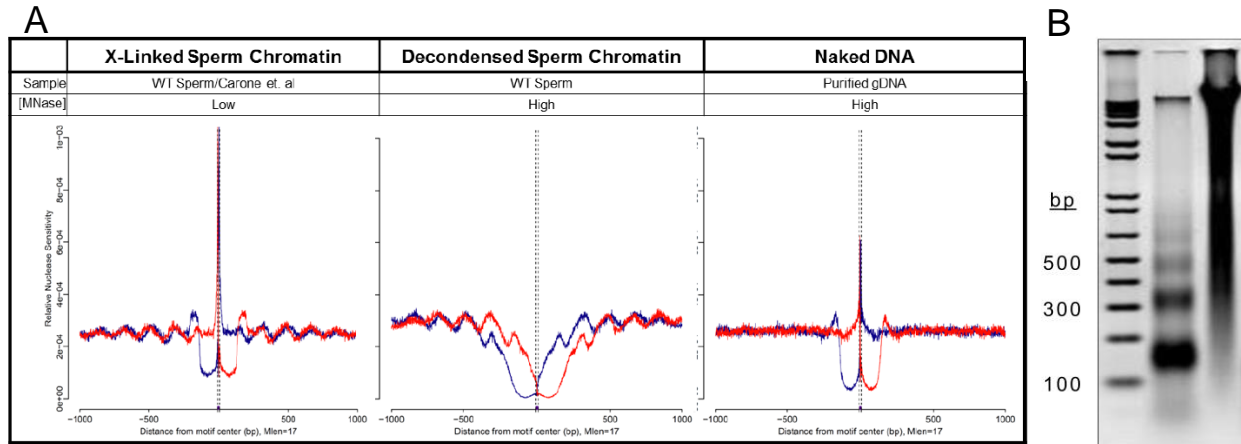 A
B
X-Linked Sperm Chromatin Decondensed Sperm Chromatin Naked DNA
Sample WT Sperm/Carone et. al WT Sperm Purified gDNA
[MNase] Low High High
Relative Nuclease Sensitivity
1e-03
8e-04
6e-04
4e-04
2e-04
0e+00
bp
500
300
100
-1000 -500 0 500 1000 -1000 -500 0 500 1000 -1000 -500 0 500 1000
Distance from motif center (bp), Mlen=17 Distance from motif center (bp), Mlen=17 Distance from motif center (bp), Mlen=17